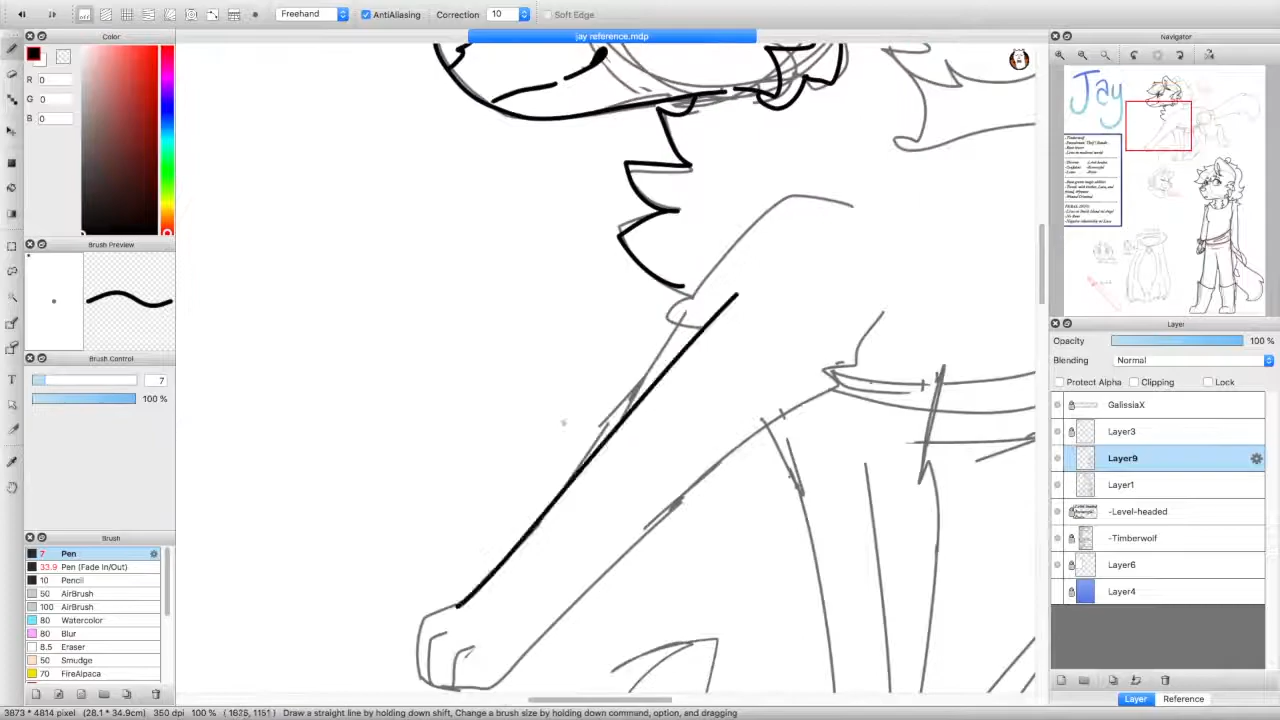 off
Freehand
AntiAliasing
Correction
10
Soft Edge
jay reference.mdp
Color
Navigator
R 0
G 0
B 0
Jay
Brush Preview
Brush Control
7
100 %
Layer
Opacity
100 %
Blending
Normal
Protect Alpha
Clipping
Lock
GalissiaX
Layer3
Layer9
Layer1
-Level-headed
-Timberwolf
Layer6
Layer4
Brush
7 Pen
33.9 Pen (Fade In/Out)
10 Pencil
50 AirBrush
100 AirBrush
80 Watercolor
80 Blur
8.5 Eraser
50 Smudge
70 FireAlpaca
Layer
Reference
3873 * 4814 pixel (28.1 * 34.9cm) 350 dpi 100 % ( 1626, 1151 ) Draw a straight line by holding down shift, Change a brush size by holding down command, option, and dragging